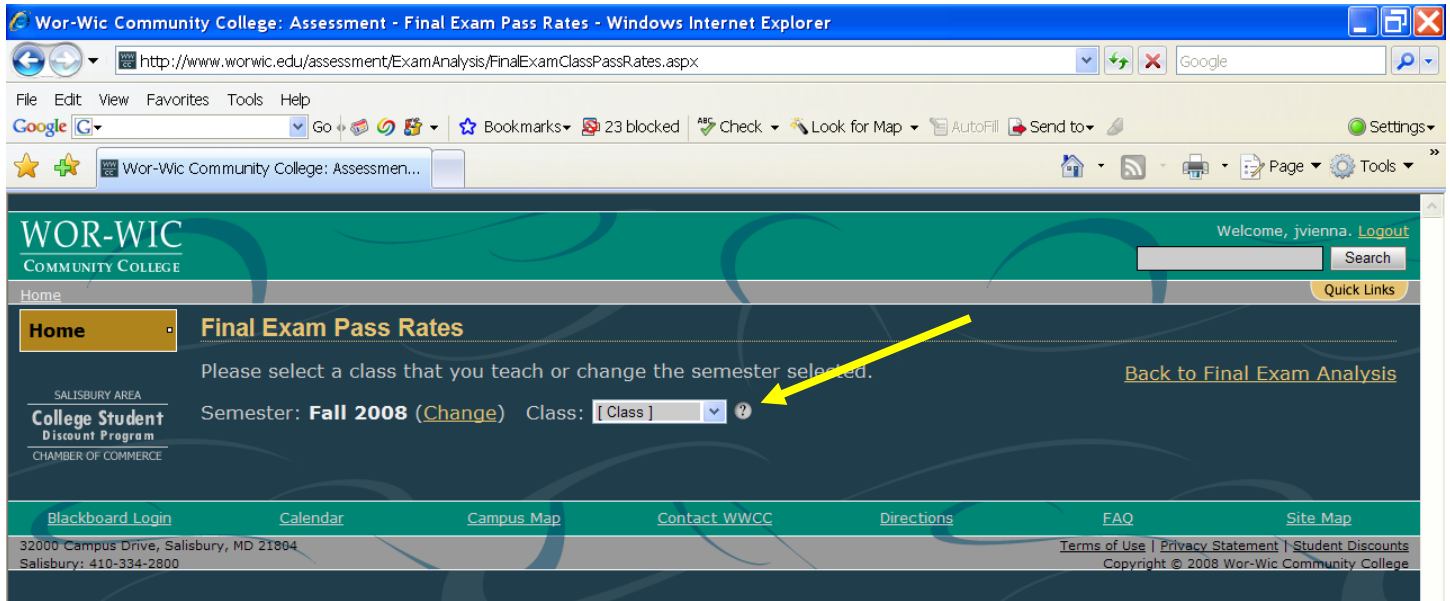 Wor-Wic Community College: Assessment - Final Exam Pass Rates - Windows Internet Explorer
http://www.worwic.edu/assessment/ExamAnalysis/FinalExamClassPassRates.aspx
Google
File Edit View Favorites Tools Help
Google G Go Bookmarks 23 blocked ABC Check Look for Map AutoFill Send to Settings
Wor-Wic Community College: Assessmen... Page Tools »
WOR-WIC
COMMUNITY COLLEGE
Welcome, jvienna. Logout
Search
Home
Quick Links
Home
Final Exam Pass Rates
Please select a class that you teach or change the semester selected.
Back to Final Exam Analysis
Semester: Fall 2008 (Change) Class: [ Class ] ?
SALISBURY AREA
College Student
Discount Program
CHAMBER OF COMMERCE
Blackboard Login Calendar Campus Map Contact WWCC Directions FAQ Site Map
32000 Campus Drive, Salisbury, MD 21804
Salisbury: 410-334-2800
Terms of Use | Privacy Statement | Student Discounts
Copyright © 2008 Wor-Wic Community College